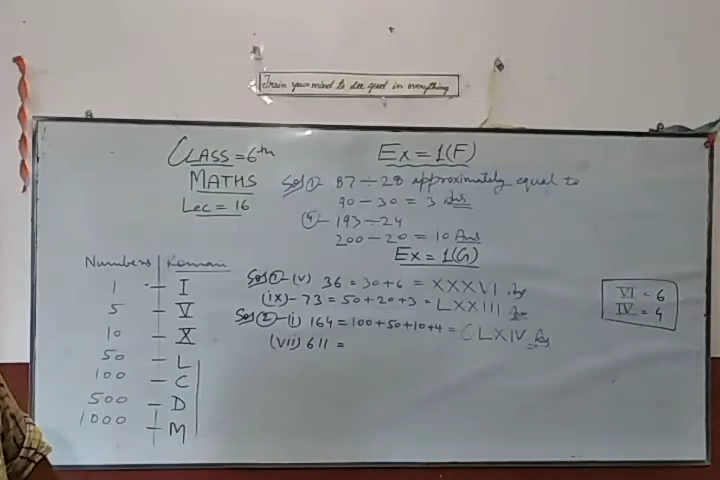 Train your mind to see good in everything
CLASS = 6th
MATHS
Lec = 16
Ex = 1(F)
Sol ① 87 ÷ 28 approximately equal to
90 - 30 = 3 Ans
④ - 193 ÷ 24
200 - 20 = 10 Ans
Ex = 1(G)
Sol ① - (v) 36 = 30 + 6 = XXXVI Ans
(ix) - 73 = 50 + 20 + 3 = LXXIII Ans
Sol ② - (i) 164 = 100 + 50 + 10 + 4 = CLXIV Ans
(vii) 611 =
Numbers Roman
1 - I
5 - V
10 - X
50 - L
100 - C
500 - D
1000 - M
VI = 6
IV = 4